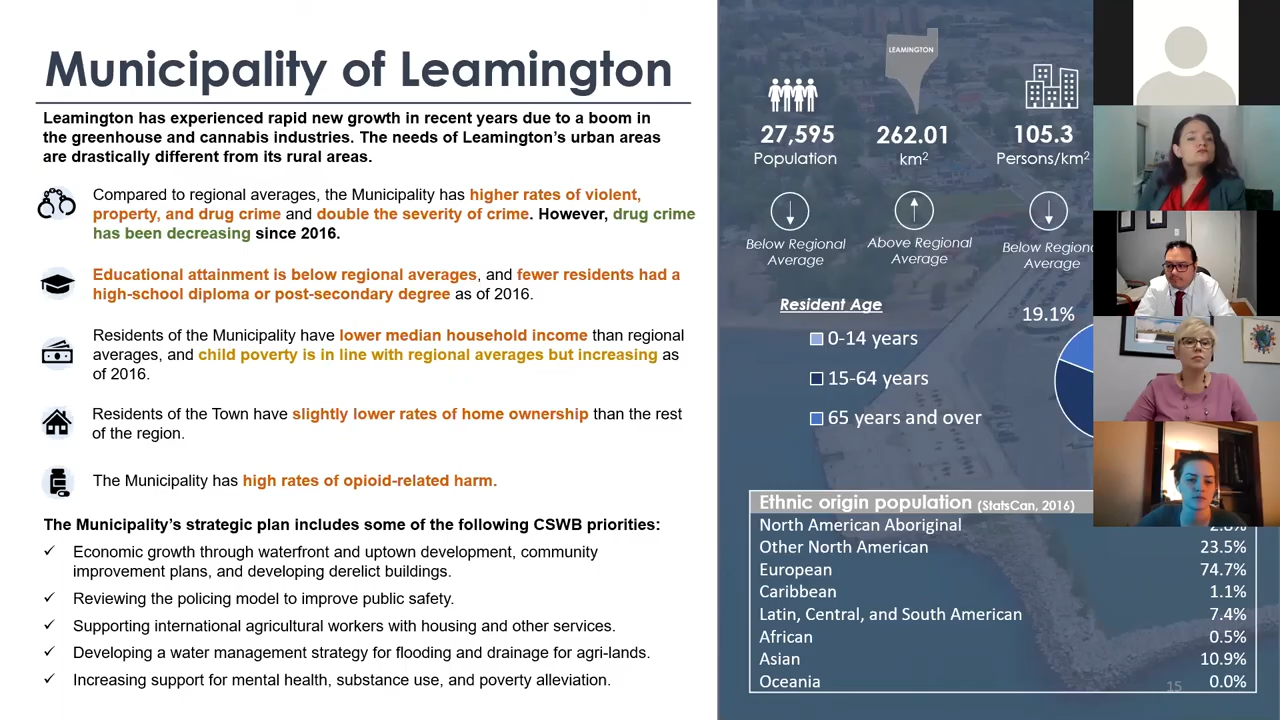 Municipality of Leamington
Leamington has experienced rapid new growth in recent years due to a boom in
the greenhouse and cannabis industries. The needs of Leamington's urban areas
are drastically different from its rural areas.
Compared to regional averages, the Municipality has higher rates of violent,
property, and drug crime and double the severity of crime. However, drug crime
has been decreasing since 2016.
Educational attainment is below regional averages, and fewer residents had a
high-school diploma or post-secondary degree as of 2016.
Residents of the Municipality have lower median household income than regional
averages, and child poverty is in line with regional averages but increasing as
of 2016.
Residents of the Town have slightly lower rates of home ownership than the rest
of the region.
The Municipality has high rates of opioid-related harm.
The Municipality's strategic plan includes some of the following CSWB priorities:
✓ Economic growth through waterfront and uptown development, community
improvement plans, and developing derelict buildings.
✓ Reviewing the policing model to improve public safety.
✓ Supporting international agricultural workers with housing and other services.
✓ Developing a water management strategy for flooding and drainage for agri-lands.
✓ Increasing support for mental health, substance use, and poverty alleviation.
LEAMINGTON
27,595 262.01 105.3
Population km² Persons/km²
Below Regional Above Regional Below
Average Average Average
Resident Age
19.1%
0-14 years
15-64 years
65 years and over
Ethnic origin population (StatsCan, 2016)
North American Aboriginal
Other North American 23.5%
European 74.7%
Caribbean 1.1%
Latin, Central, and South American 7.4%
African 0.5%
Asian 10.9%
Oceania 0.0%
15